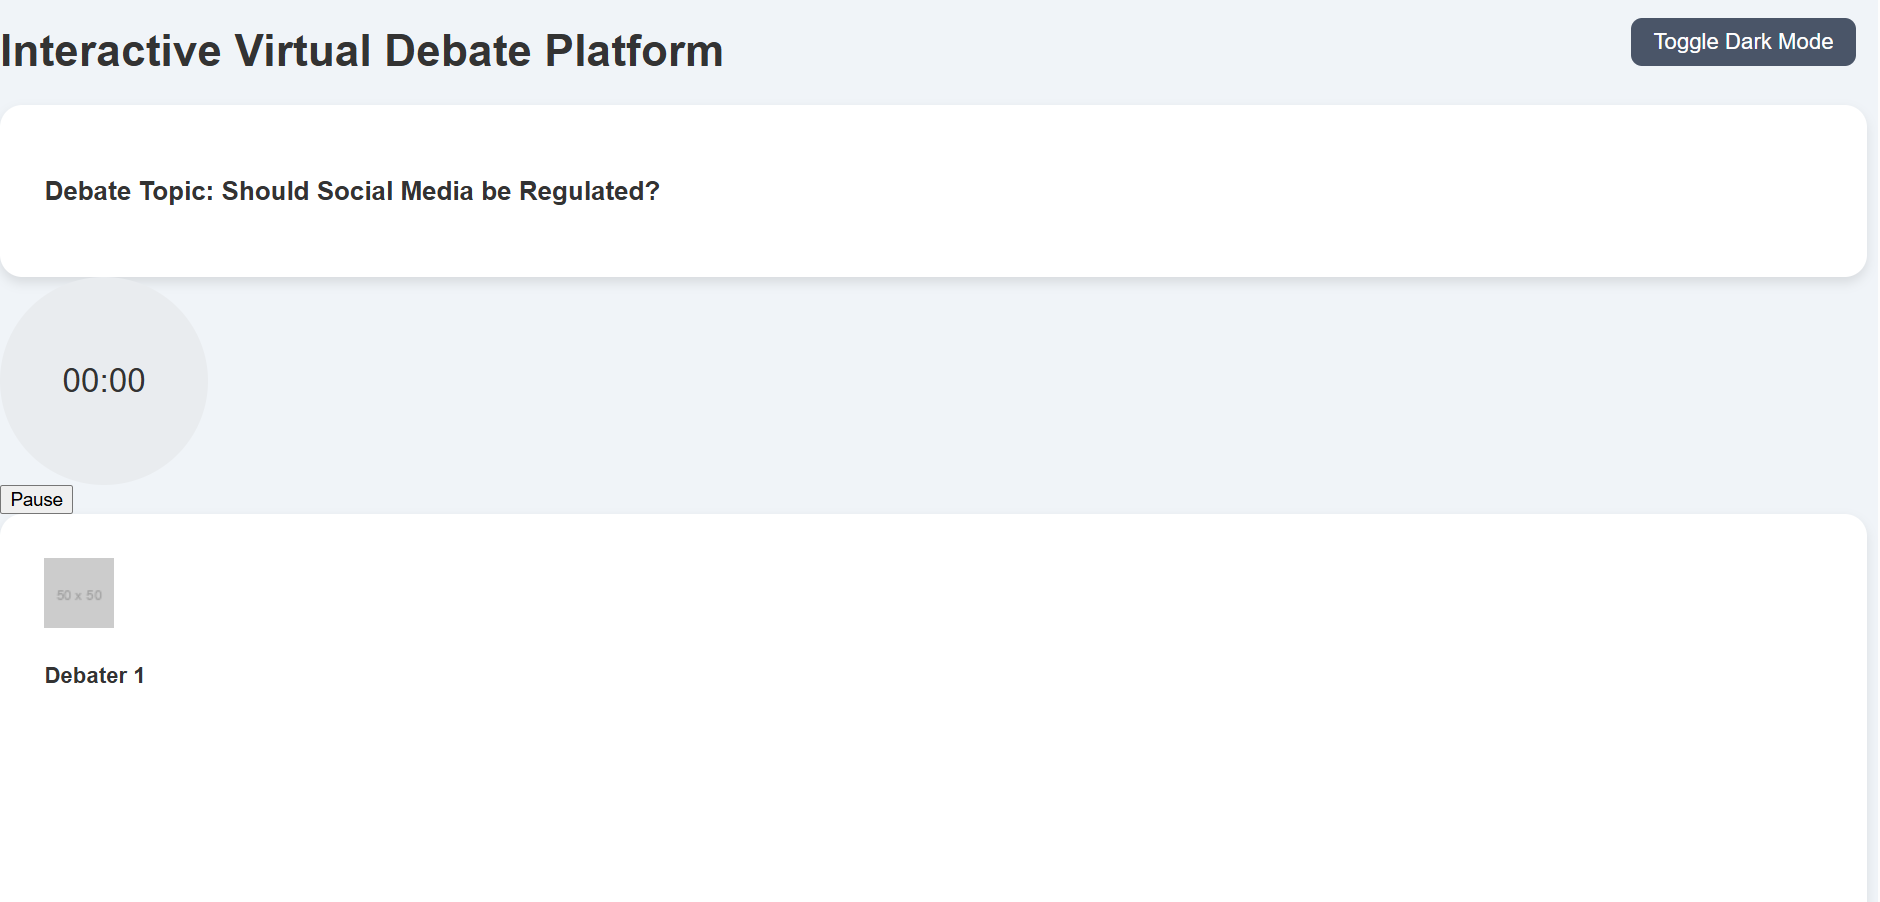 Interactive Virtual Debate Platform
Toggle Dark Mode
Debate Topic: Should Social Media be Regulated?
00:00
Pause
50 x 50
Debater 1